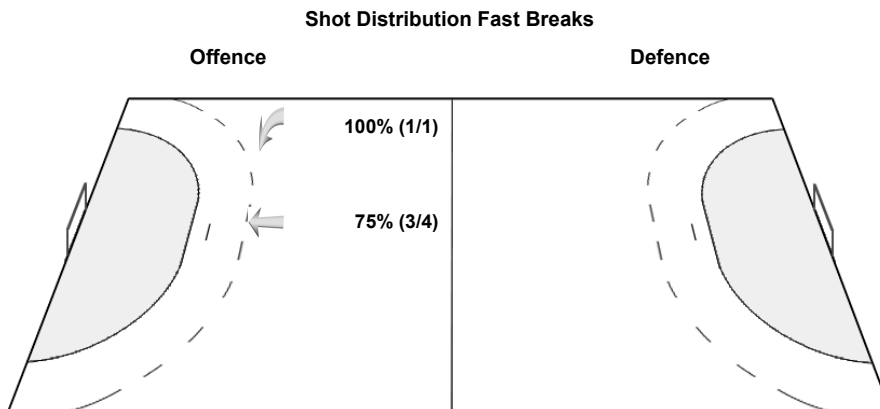 Shot Distribution Fast Breaks
Offence
Defence
100% (1/1)
75% (3/4)